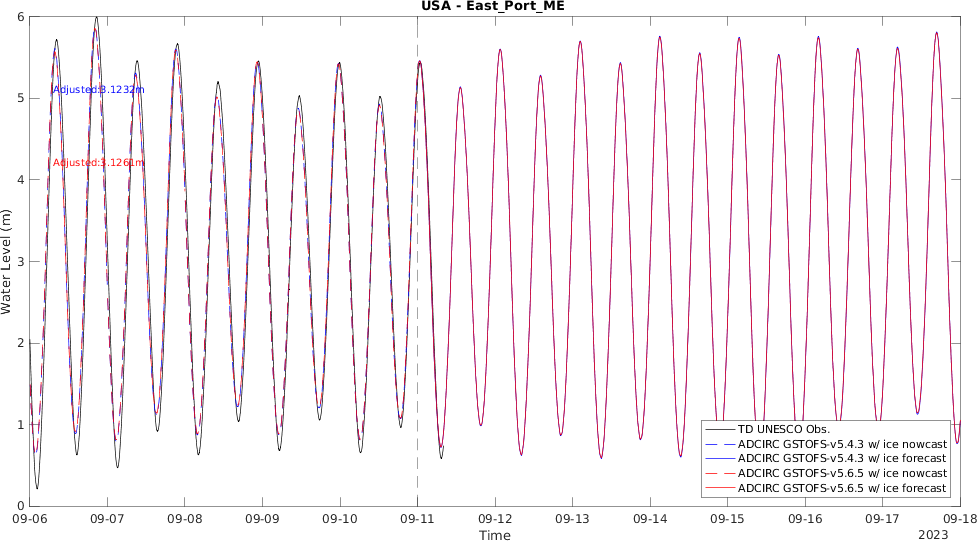 USA - East_Port_ME
6
5
4
3
2
1
0
Water Level (m)
Adjusted:3.1232m
Adjusted:3.1261m
TD UNESCO Obs.
ADCIRC GSTOFS-v5.4.3 w/ ice nowcast
ADCIRC GSTOFS-v5.4.3 w/ ice forecast
ADCIRC GSTOFS-v5.6.5 w/ ice nowcast
ADCIRC GSTOFS-v5.6.5 w/ ice forecast
09-06 09-07 09-08 09-09 09-10 09-11 09-12 09-13 09-14 09-15 09-16 09-17 09-18
Time
2023